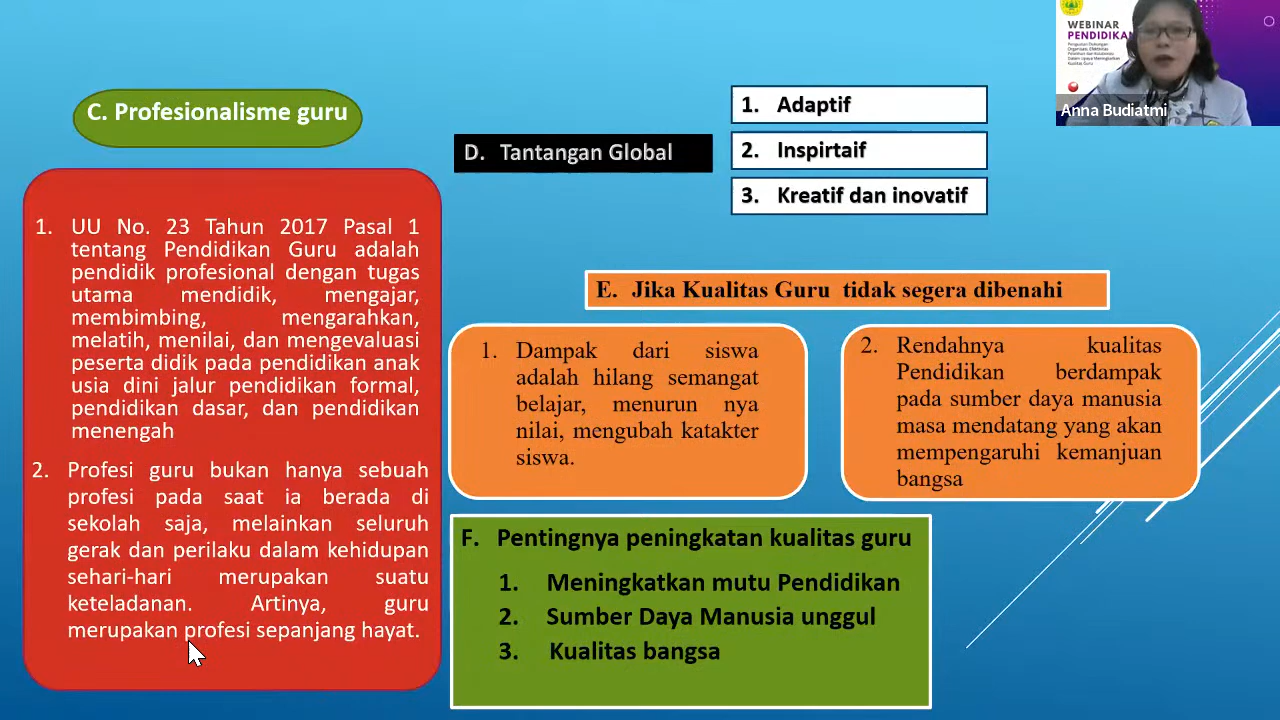 C. Profesionalisme guru
1. UU No. 23 Tahun 2017 Pasal 1
tentang Pendidikan Guru adalah
pendidik profesional dengan tugas
utama mendidik, mengajar,
membimbing, mengarahkan,
melatih, menilai, dan mengevaluasi
peserta didik pada pendidikan anak
usia dini jalur pendidikan formal,
pendidikan dasar, dan pendidikan
menengah
2. Profesi guru bukan hanya sebuah
profesi pada saat ia berada di
sekolah saja, melainkan seluruh
gerak dan perilaku dalam kehidupan
sehari-hari merupakan suatu
keteladanan. Artinya, guru
merupakan profesi sepanjang hayat.
D. Tantangan Global
1. Adaptif
2. Inspirtaif
3. Kreatif dan inovatif
E. Jika Kualitas Guru tidak segera dibenahi
1. Dampak dari siswa
adalah hilang semangat
belajar, menurun nya
nilai, mengubah katakter
siswa.
2. Rendahnya kualitas
Pendidikan berdampak
pada sumber daya manusia
masa mendatang yang akan
mempengaruhi kemanjuan
bangsa
F. Pentingnya peningkatan kualitas guru
1. Meningkatkan mutu Pendidikan
2. Sumber Daya Manusia unggul
3. Kualitas bangsa
WEBINAR
PENDIDIKAN
Kualitas Guru
Anna Budiatmi